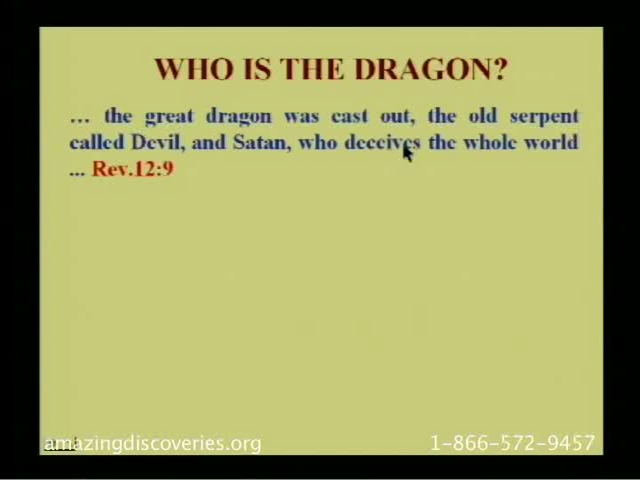 WHO IS THE DRAGON?
... the great dragon was cast out, the old serpent
called Devil, and Satan, who deceives the whole world
... Rev.12:9
amazingdiscoveries.org 1-866-572-9457